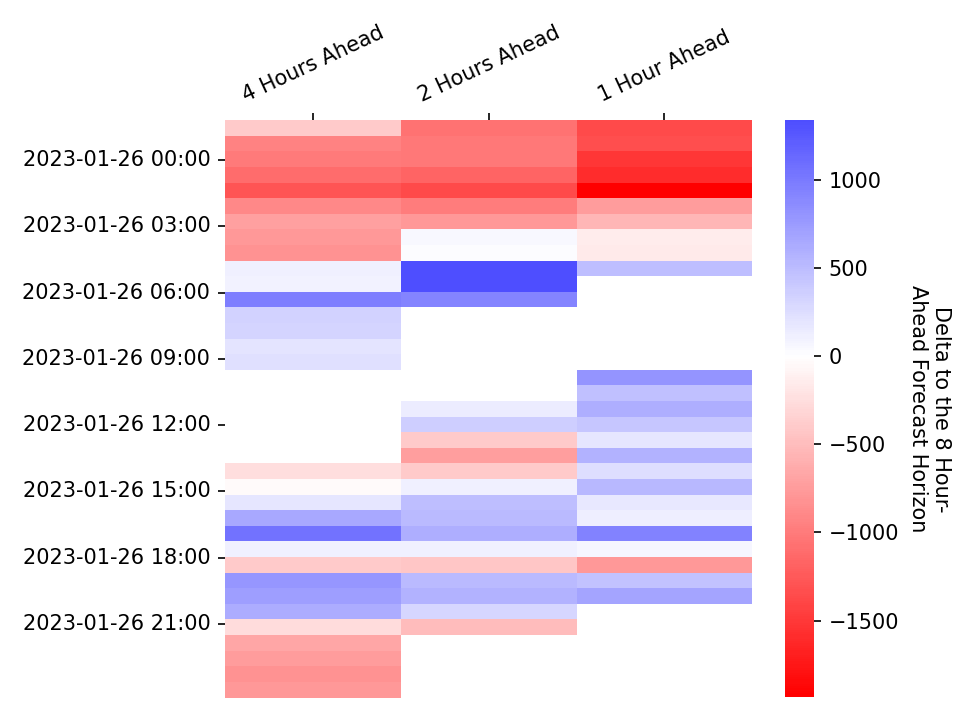 4 Hours Ahead
2 Hours Ahead
1 Hour Ahead
2023-01-26 00:00
2023-01-26 03:00
2023-01-26 06:00
2023-01-26 09:00
2023-01-26 12:00
2023-01-26 15:00
2023-01-26 18:00
2023-01-26 21:00
1000
500
0
−500
−1000
−1500
Delta to the 8 Hour-
Ahead Forecast Horizon